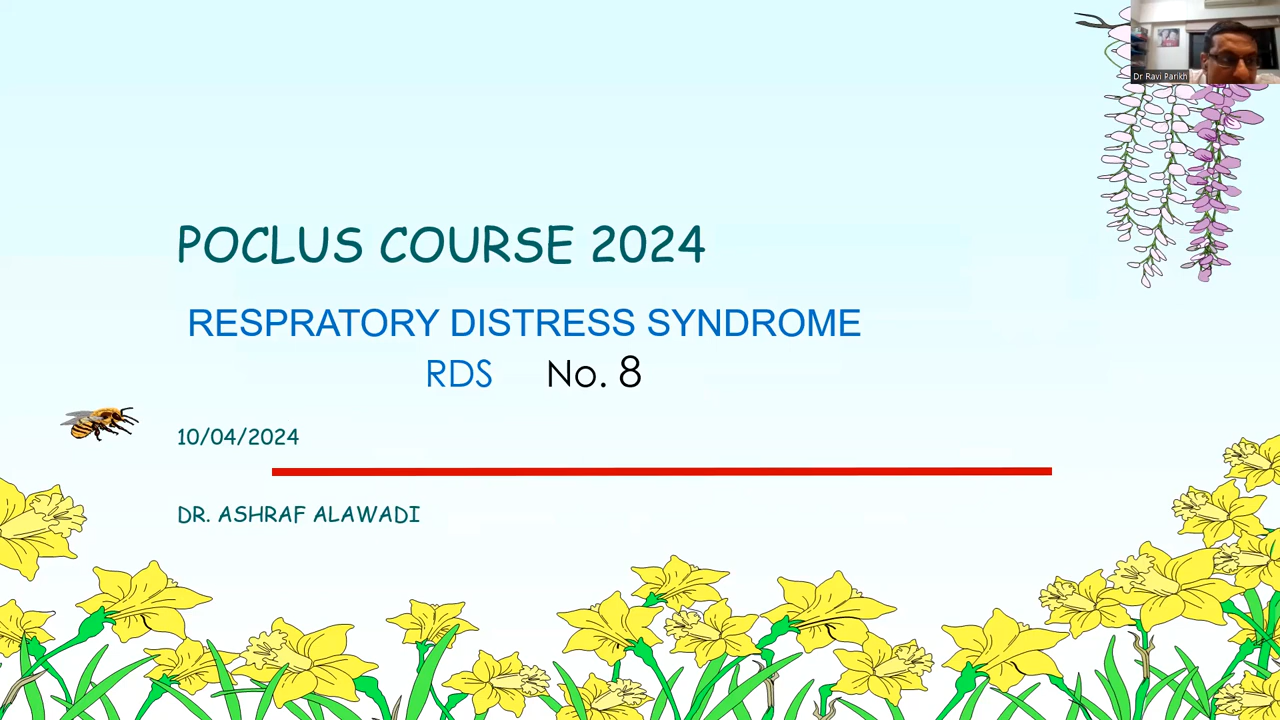 Dr Ravi Parikh
POCLUS COURSE 2024
RESPRATORY DISTRESS SYNDROME
RDS No. 8
10/04/2024
DR. ASHRAF ALAWADI